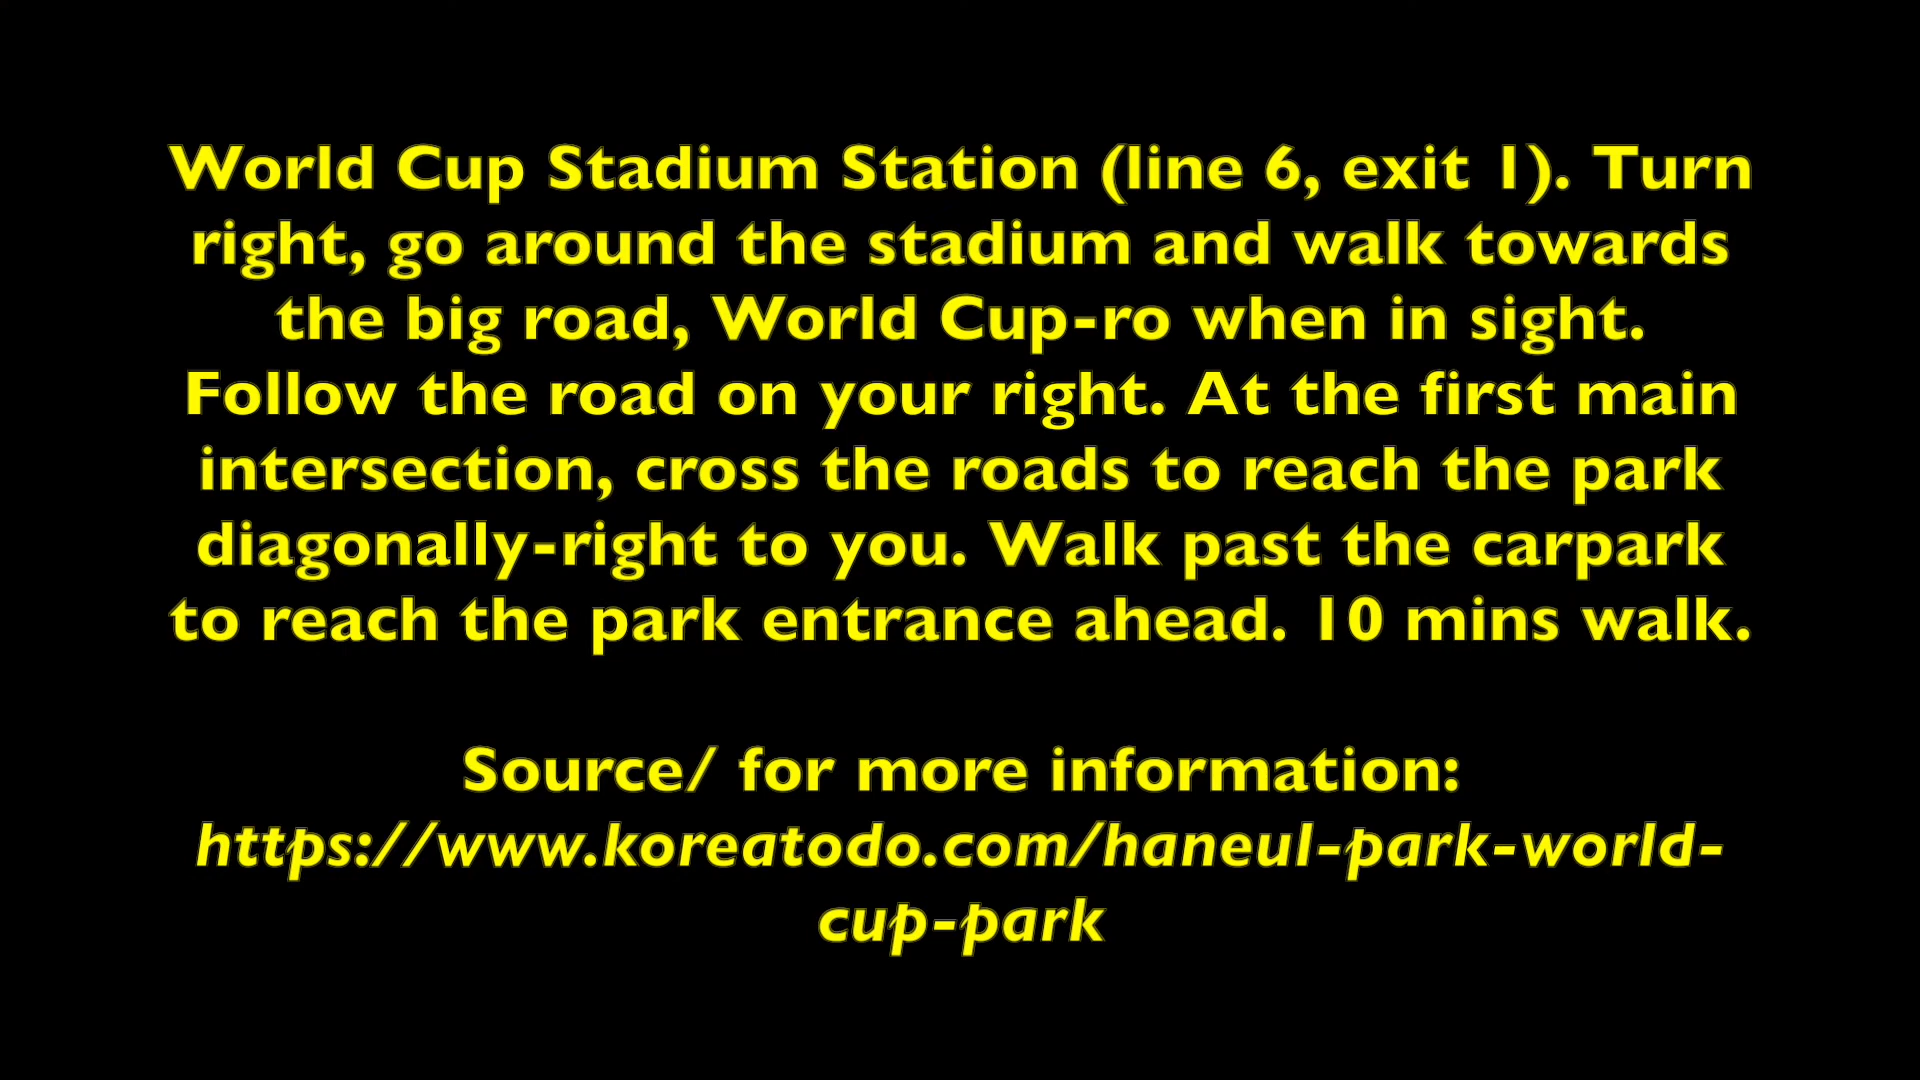 World Cup Stadium Station (line 6, exit 1). Turn
right, go around the stadium and walk towards
the big road, World Cup-ro when in sight.
Follow the road on your right. At the first main
intersection, cross the roads to reach the park
diagonally-right to you. Walk past the carpark
to reach the park entrance ahead. 10 mins walk.
Source/ for more information:
https://www.koreatodo.com/haneul-park-world-
cup-park